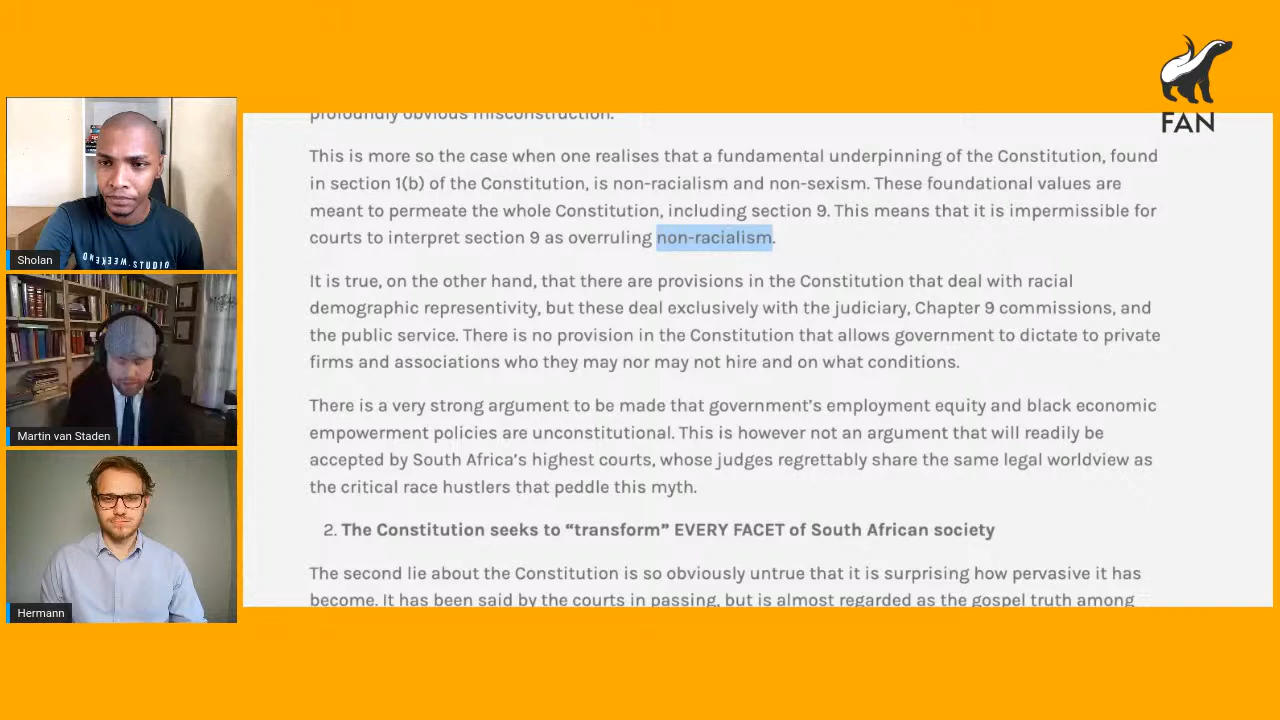 FAN
profoundly obvious misconstruction.
This is more so the case when one realises that a fundamental underpinning of the Constitution, found
in section 1(b) of the Constitution, is non-racialism and non-sexism. These foundational values are
meant to permeate the whole Constitution, including section 9. This means that it is impermissible for
courts to interpret section 9 as overruling non-racialism.
It is true, on the other hand, that there are provisions in the Constitution that deal with racial
demographic representivity, but these deal exclusively with the judiciary, Chapter 9 commissions, and
the public service. There is no provision in the Constitution that allows government to dictate to private
firms and associations who they may nor may not hire and on what conditions.
There is a very strong argument to be made that government's employment equity and black economic
empowerment policies are unconstitutional. This is however not an argument that will readily be
accepted by South Africa's highest courts, whose judges regrettably share the same legal worldview as
the critical race hustlers that peddle this myth.
2. The Constitution seeks to “transform” EVERY FACET of South African society
The second lie about the Constitution is so obviously untrue that it is surprising how pervasive it has
become. It has been said by the courts in passing, but is almost regarded as the gospel truth among
WEEKND
STUDIO
Sholan
Martin van Staden
Hermann